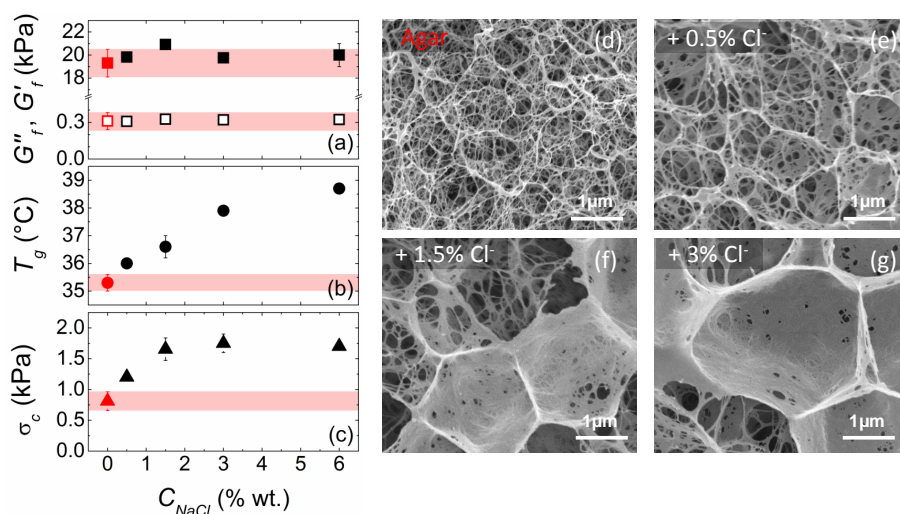 G″f, G′f (kPa)
22
20
18
0.3
0.0
(a)
Tg (°C)
39
38
37
36
35
(b)
σc (kPa)
2.0
1.5
1.0
0.5
0.0
(c)
0 1 2 3 4 5 6
CNaCl (% wt.)
Agar (d)
1µm
+ 0.5% Cl⁻ (e)
1µm
+ 1.5% Cl⁻ (f)
1µm
+ 3% Cl⁻ (g)
1µm